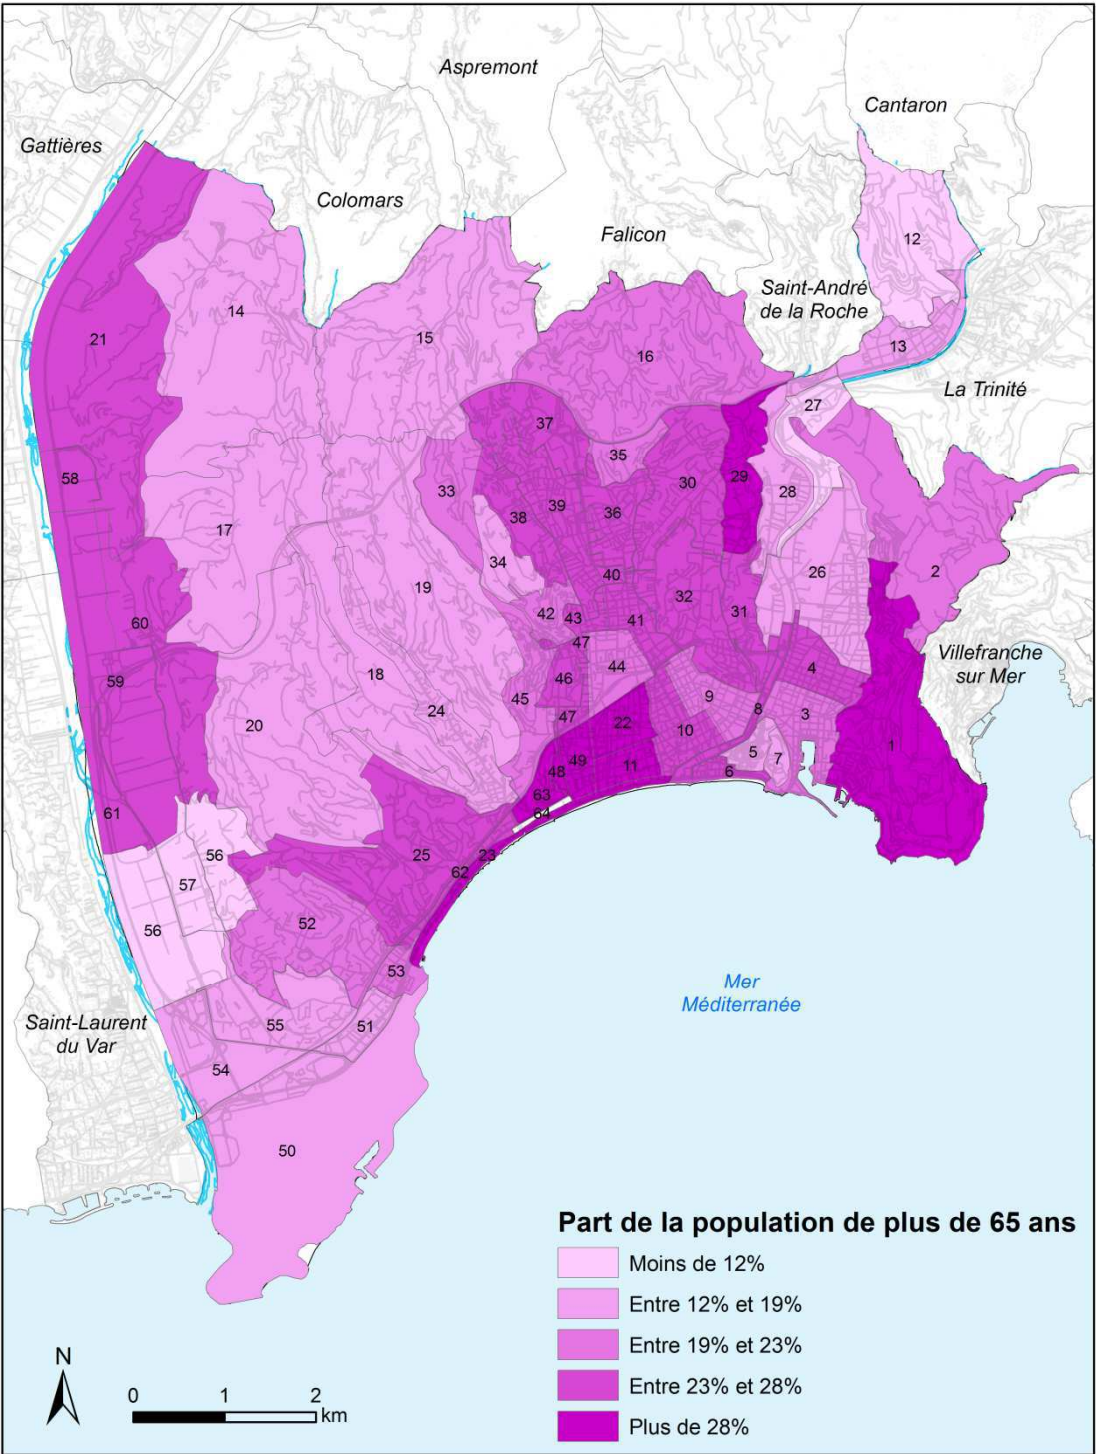 Aspremont
Cantaron
Gattières
Colomars
Falicon
12
Saint-André
de la Roche
14
15
21
13
16
La Trinité
27
37
35
58
33
29
30
28
39
38
36
17
34
19
40
26
2
32
42
43
41
31
60
47
Villefranche
sur Mer
44
4
18
46
59
45
9
24
8
3
20
47
22
10
1
5
7
49
48
11
6
63
61
64
56
25
23
62
57
52
56
53
Mer
Méditerranée
Saint-Laurent
du Var
55
51
54
50
Part de la population de plus de 65 ans
Moins de 12%
Entre 12% et 19%
Entre 19% et 23%
Entre 23% et 28%
Plus de 28%
N
0 1 2
km